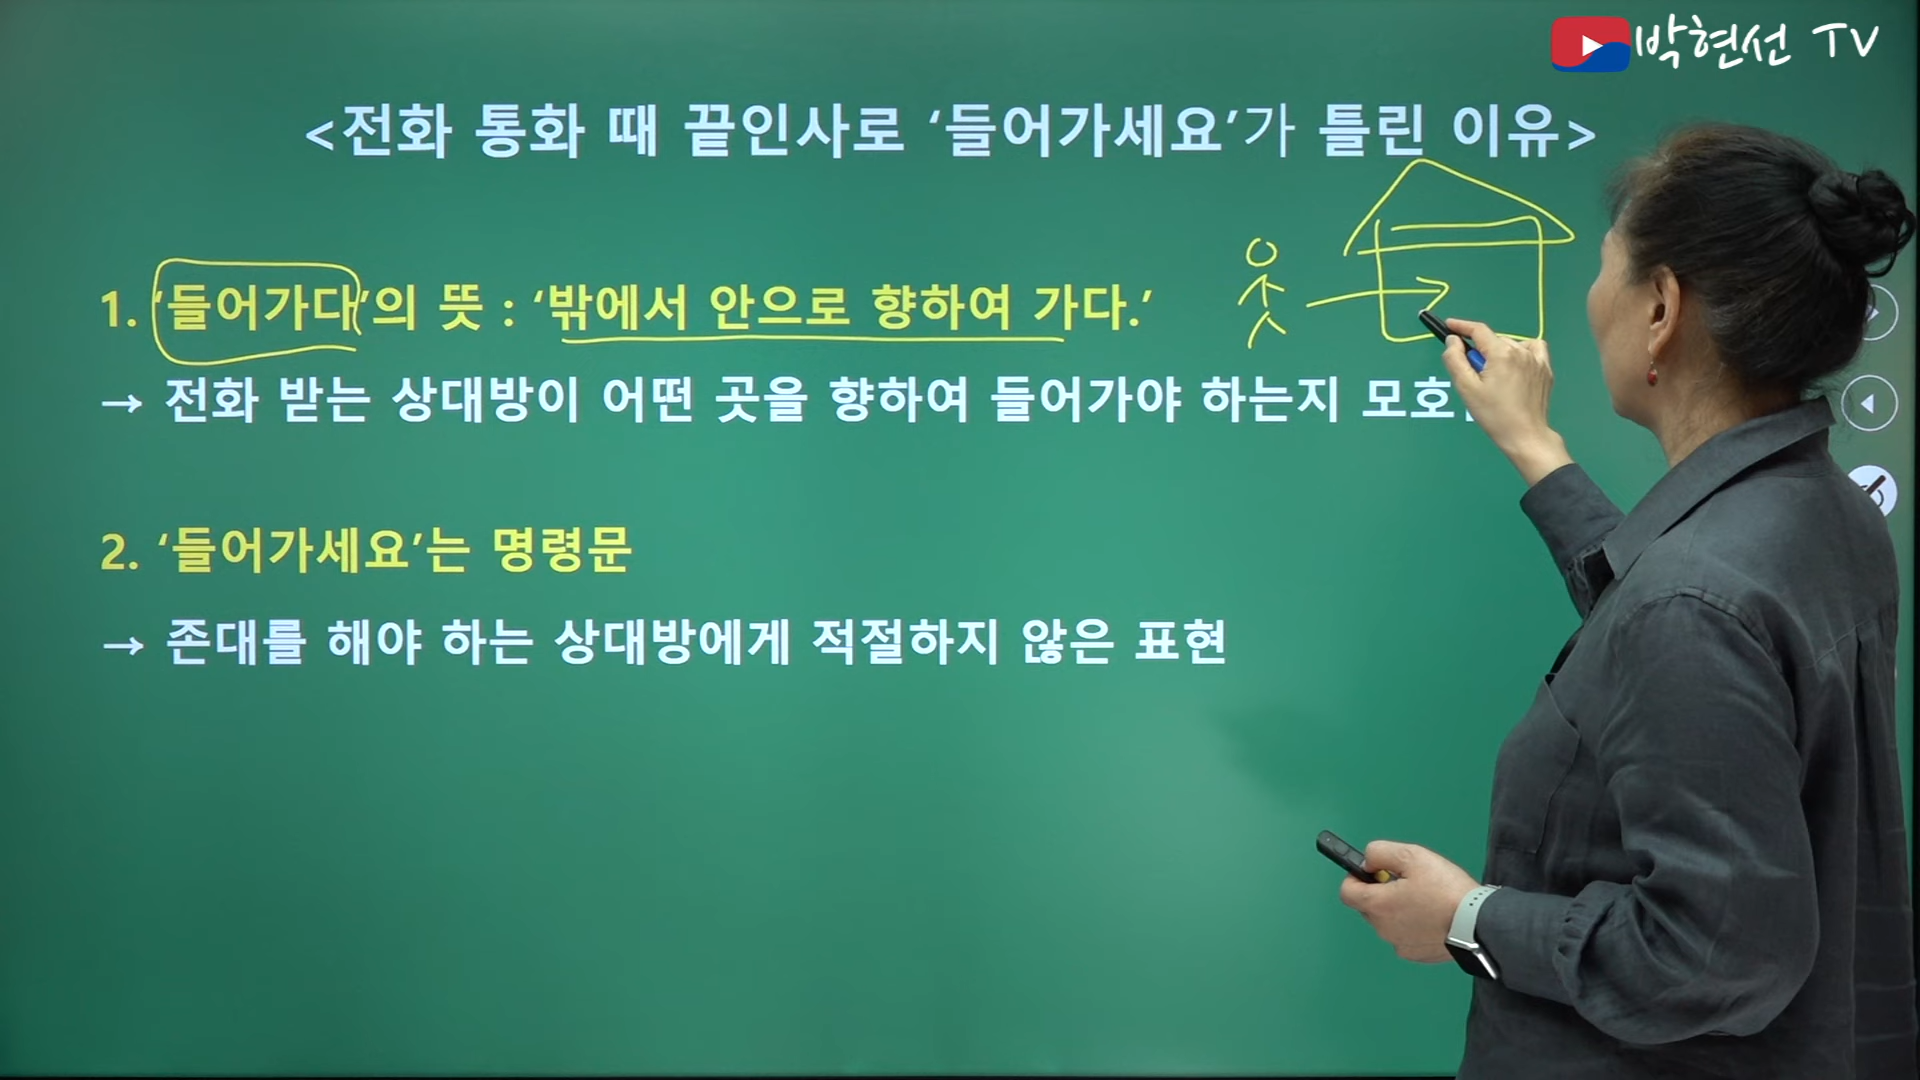 박현선 TV
<전화 통화 때 끝인사로 ‘들어가세요’가 틀린 이유>
1. ‘들어가다’의 뜻 : ‘밖에서 안으로 향하여 가다.’
→ 전화 받는 상대방이 어떤 곳을 향하여 들어가야 하는지 모호
2. ‘들어가세요’는 명령문
→ 존대를 해야 하는 상대방에게 적절하지 않은 표현